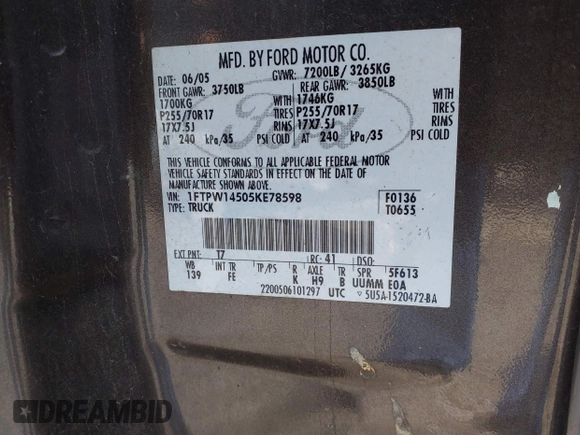 MFD. BY FORD MOTOR CO.
DATE: 06/05 GVWR: 7200LB/ 3265KG
FRONT GAWR: 3750LB REAR GAWR: 3850LB
1700KG WITH 1746KG WITH
P255/70R17 TIRES P255/70R17 TIRES
17X7.5J RIMS 17X7.5J RIMS
AT 240 kPa/35 PSI COLD AT 240 kPa/35 PSI COLD
THIS VEHICLE CONFORMS TO ALL APPLICABLE FEDERAL MOTOR
VEHICLE SAFETY STANDARDS IN EFFECT ON THE DATE OF
MANUFACTURE SHOWN ABOVE.
VIN: 1FTPW14505KE78598 F0136
TYPE: TRUCK T0655
EXT PNT: T7 RC: 41 DSO:
WB INT TR TP/PS R AXLE TR SPR 5F613
139 FE K H9 B UUMM E0A
2200506101297 UTC 5U5A-1520472-BA
Ford
DREAMBID